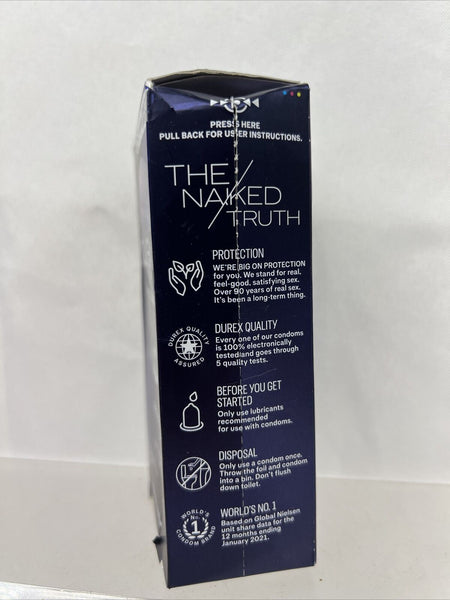 PRESS HERE
PULL BACK FOR USER INSTRUCTIONS.
THE
NAKED
TRUTH
PROTECTION
WE'RE BIG ON PROTECTION
for you. We stand for real,
feel-good, satisfying sex.
Over 90 years of real sex.
It's been a long-term thing.
DUREX QUALITY
ASSURED
DUREX QUALITY
Every one of our condoms
is 100% electronically
testediand goes through
5 quality tests.
BEFORE YOU GET
STARTED
Only use lubricants
recommended
for use with condoms.
DISPOSAL
Only use a condom once.
Throw the foil and condom
into a bin. Don't flush
down toilet.
WORLD'S
No.
1
CONDOM BRAND
WORLD'S NO. 1
Based on Global Nielsen
unit share data for the
12 months ending
January 2021.